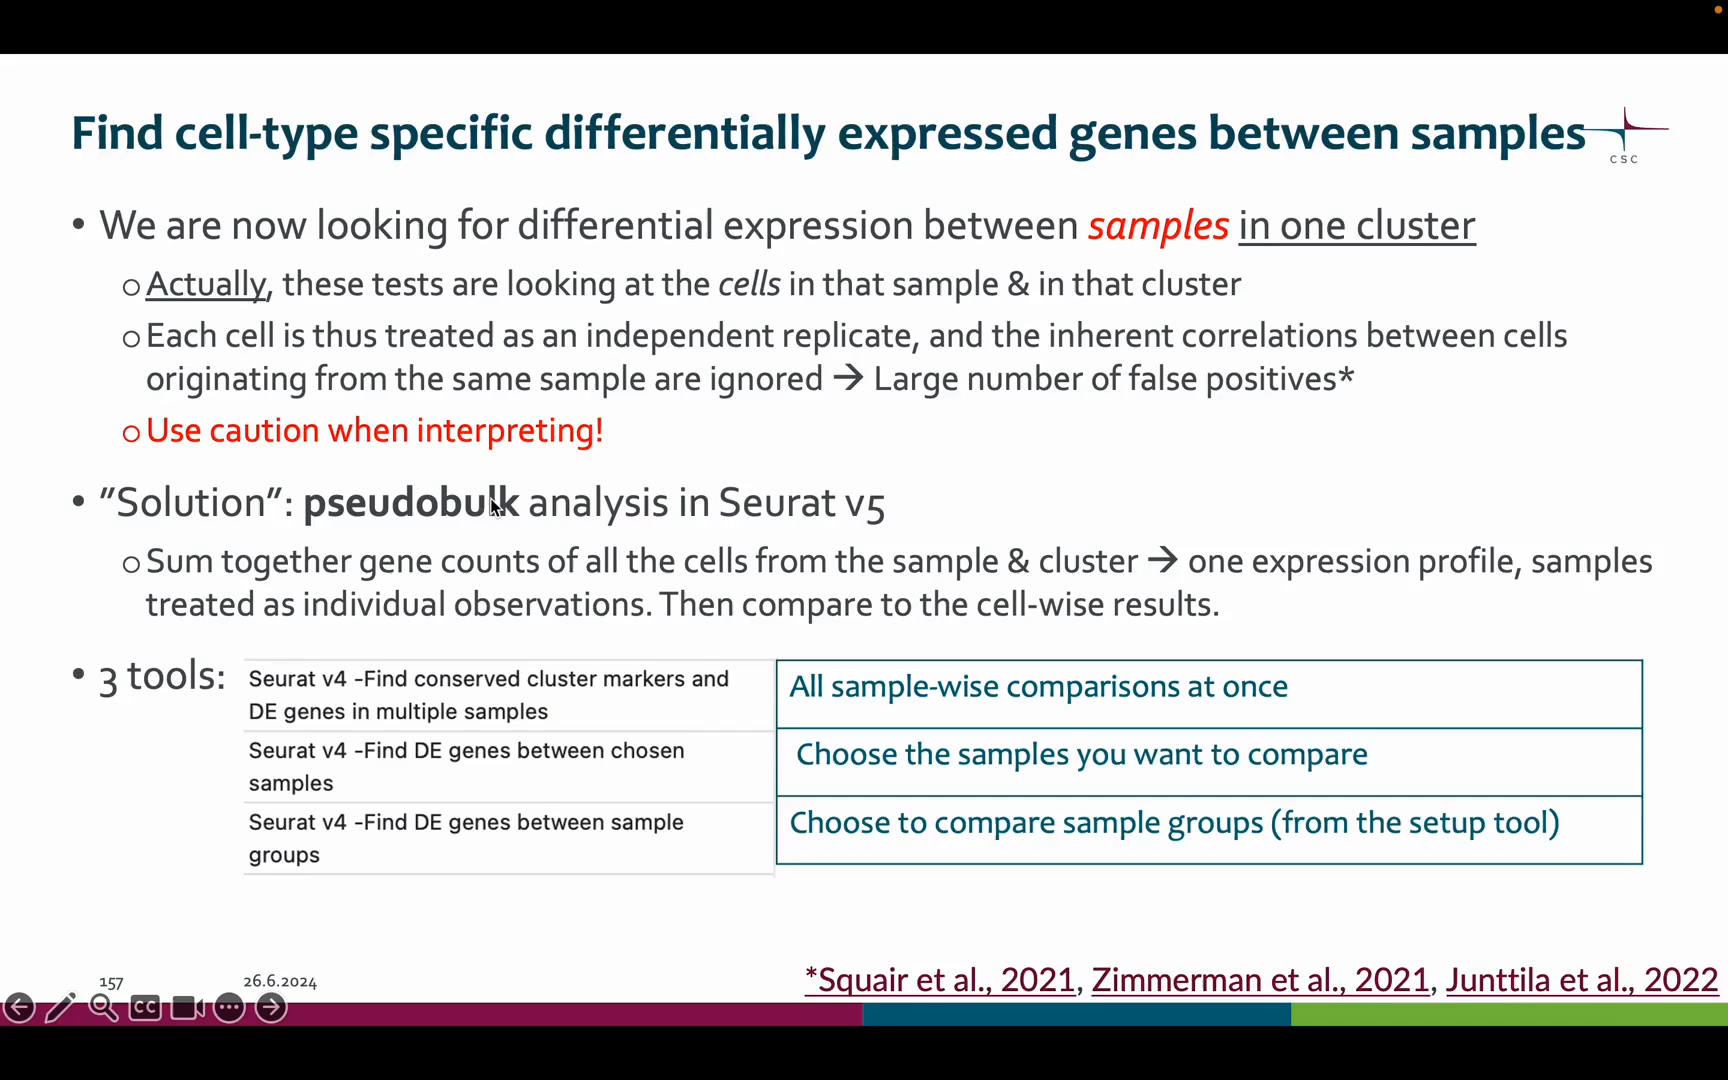 Find cell-type specific differentially expressed genes between samples
CSC
• We are now looking for differential expression between samples in one cluster
o Actually, these tests are looking at the cells in that sample & in that cluster
o Each cell is thus treated as an independent replicate, and the inherent correlations between cells
originating from the same sample are ignored → Large number of false positives*
o Use caution when interpreting!
• ”Solution”: pseudobulk analysis in Seurat v5
o Sum together gene counts of all the cells from the sample & cluster → one expression profile, samples
treated as individual observations. Then compare to the cell-wise results.
• 3 tools:
Seurat v4 -Find conserved cluster markers and
DE genes in multiple samples
All sample-wise comparisons at once
Seurat v4 -Find DE genes between chosen
samples
Choose the samples you want to compare
Seurat v4 -Find DE genes between sample
groups
Choose to compare sample groups (from the setup tool)
157
26.6.2024
*Squair et al., 2021, Zimmerman et al., 2021, Junttila et al., 2022
CC